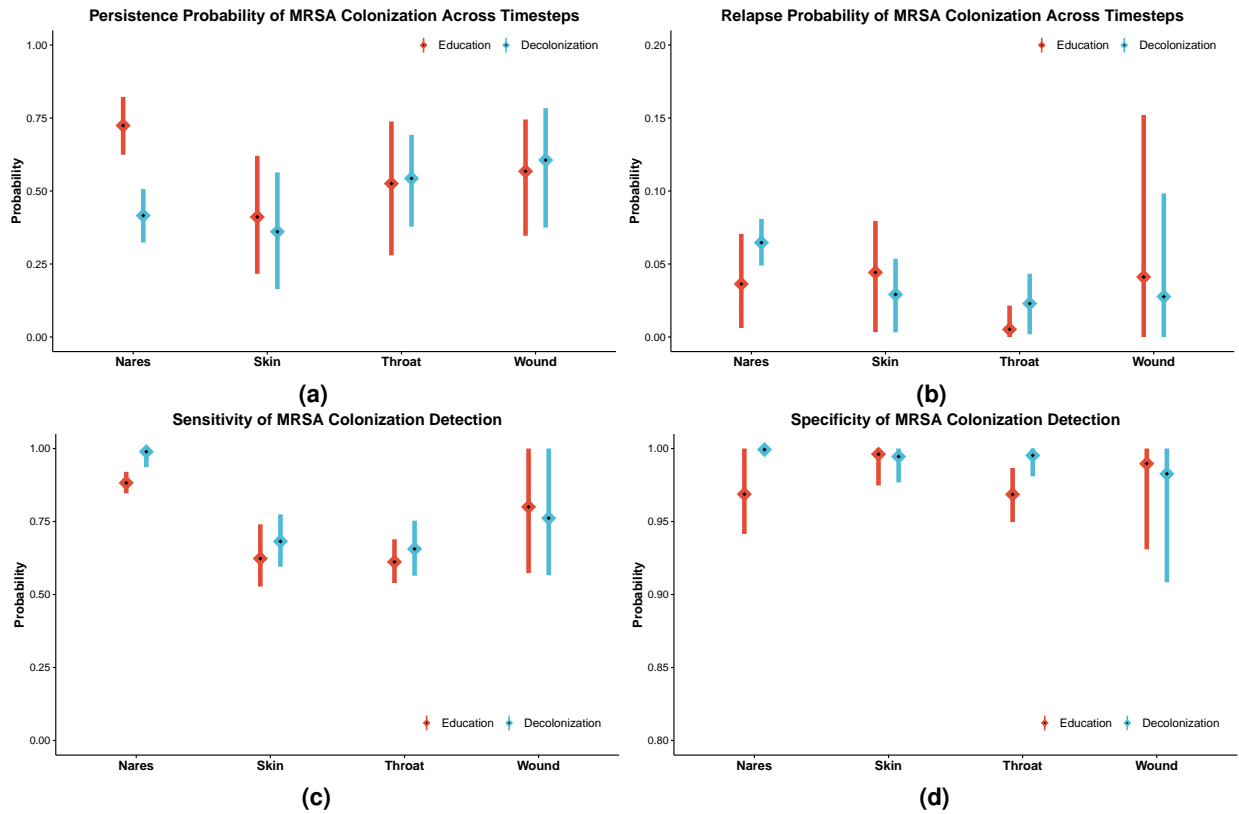 Persistence Probability of MRSA Colonization Across Timesteps
Education Decolonization
1.00
0.75
0.50
0.25
0.00
Probability
Nares Skin Throat Wound
(a)
Relapse Probability of MRSA Colonization Across Timesteps
Education Decolonization
0.20
0.15
0.10
0.05
0.00
Probability
Nares Skin Throat Wound
(b)
Sensitivity of MRSA Colonization Detection
1.00
0.75
0.50
0.25
0.00
Probability
Education Decolonization
Nares Skin Throat Wound
(c)
Specificity of MRSA Colonization Detection
1.00
0.95
0.90
0.85
0.80
Probability
Education Decolonization
Nares Skin Throat Wound
(d)